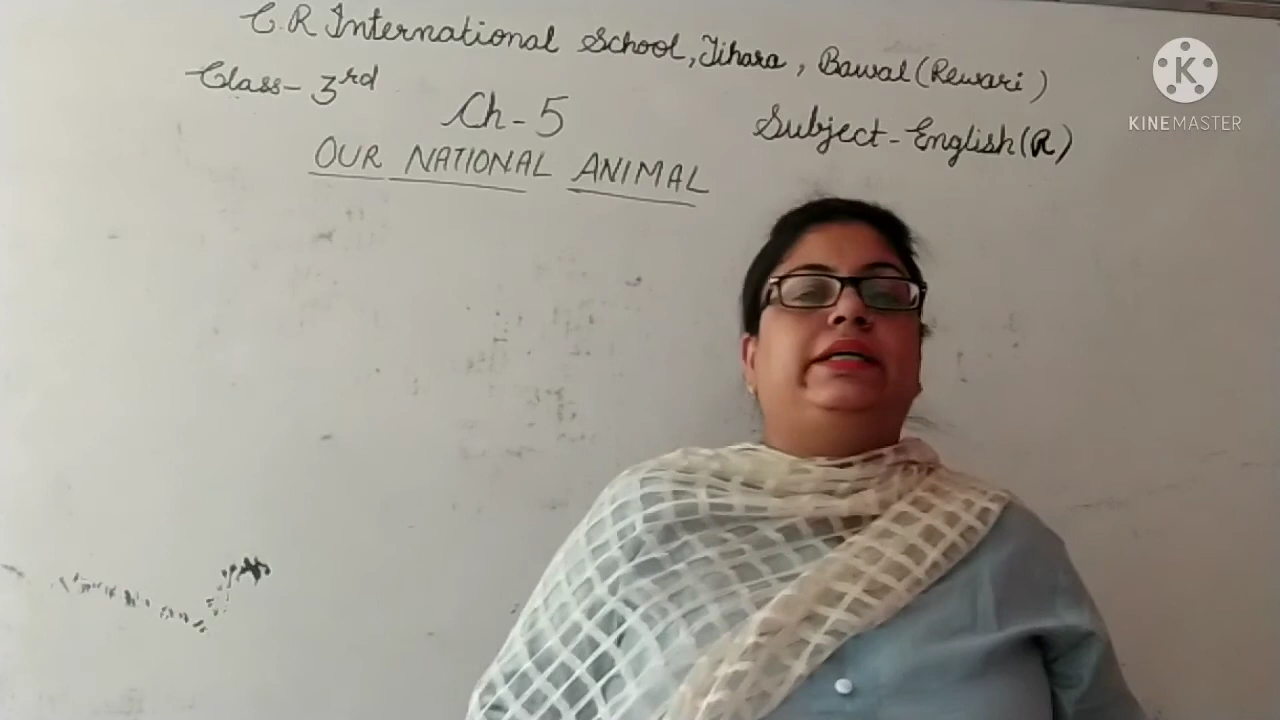 C.R International School, Jihara, Bawal (Rewari)
Class- 3rd
Ch-5
Subject-English (R)
OUR NATIONAL ANIMAL
K
KINEMASTER